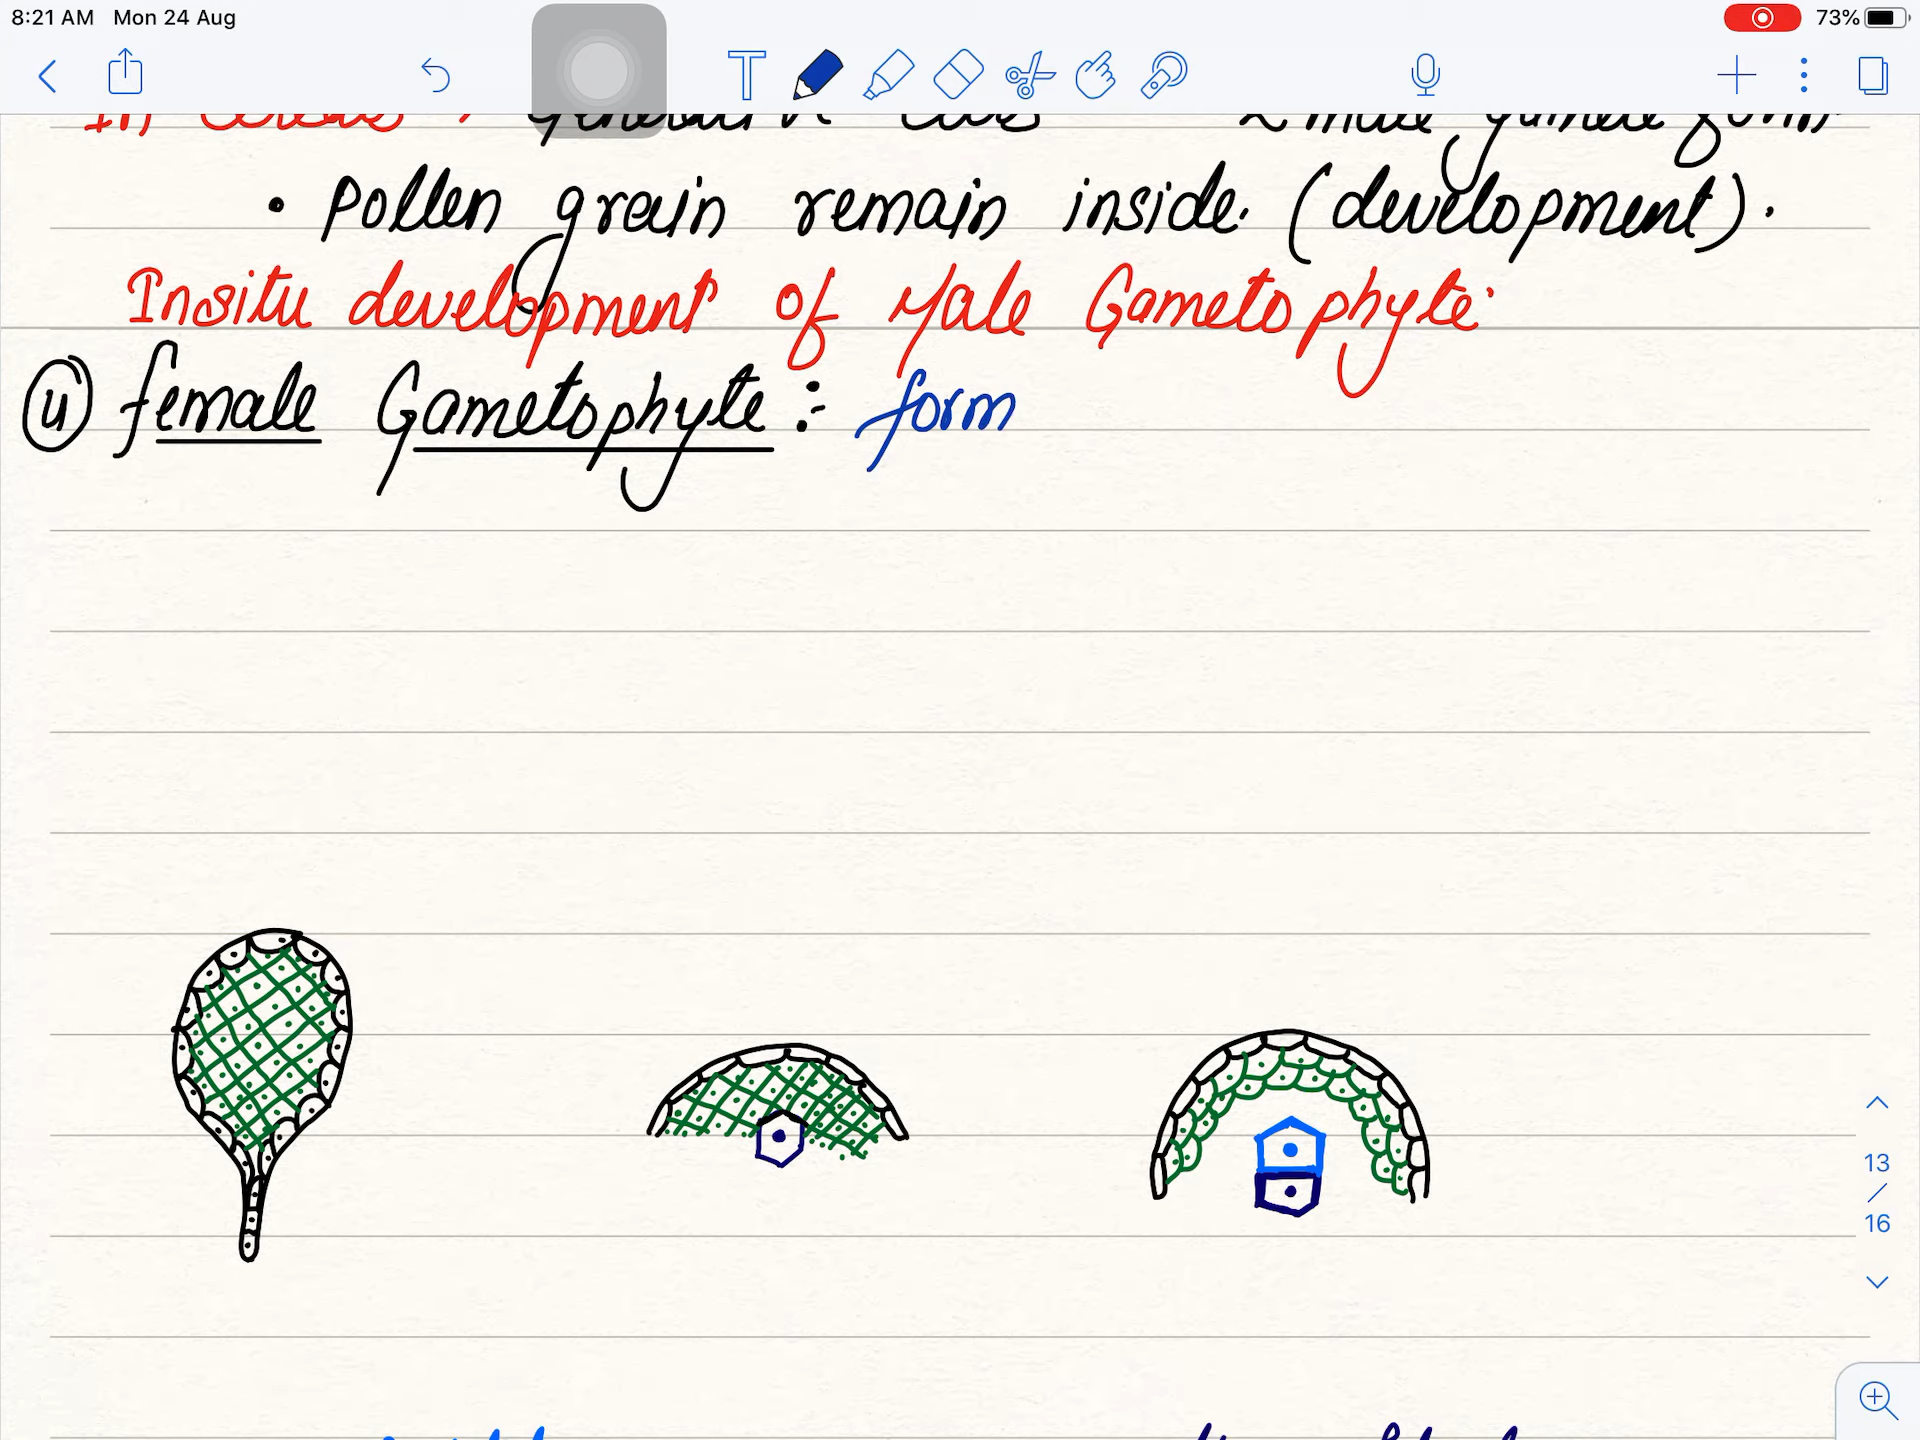 8:21 AM Mon 24 Aug 73%
T
• Pollen grain remain inside. (development).
Insitu development of Male Gametophyte
ii female Gametophyte :- form
13
/
16